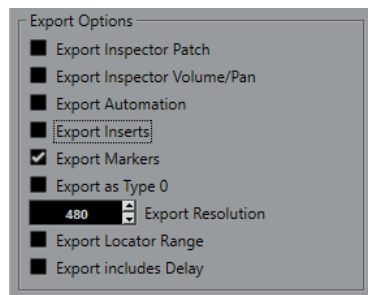 Export Options
Export Inspector Patch
Export Inspector Volume/Pan
Export Automation
Export Inserts
Export Markers
Export as Type 0
480 Export Resolution
Export Locator Range
Export includes Delay